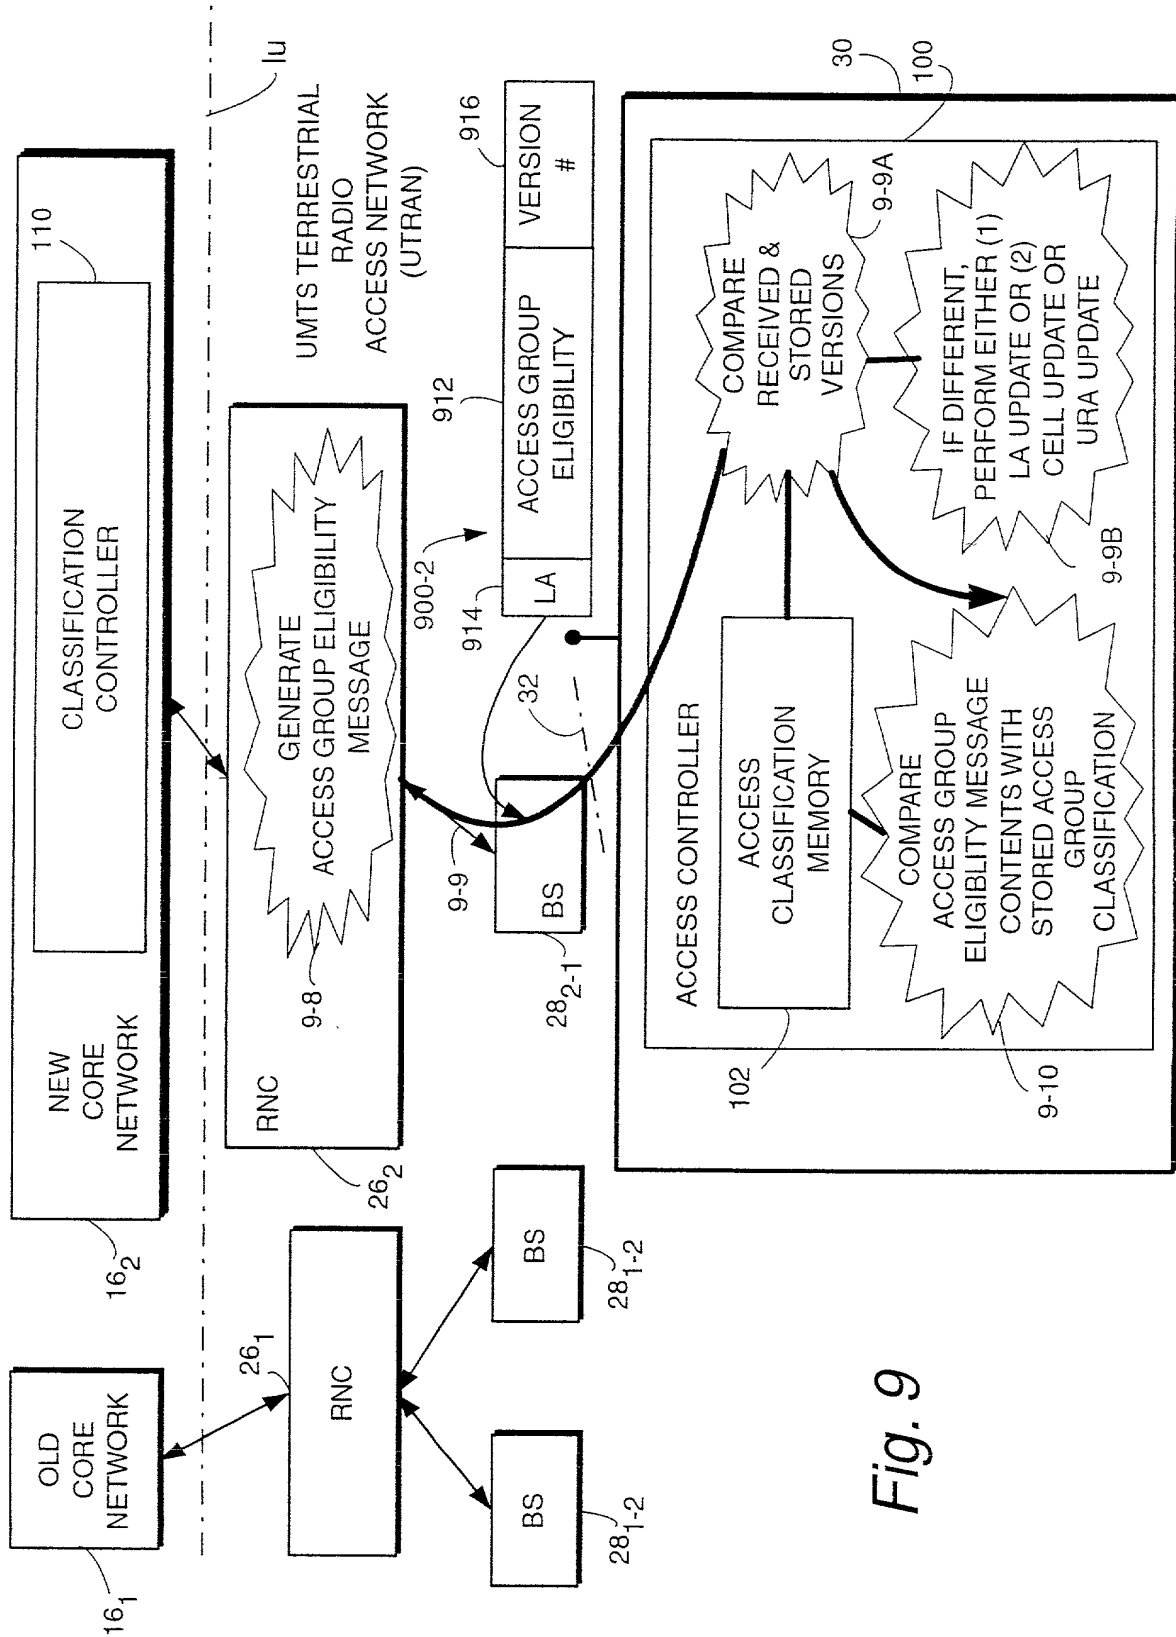 OLD
CORE
NETWORK
16₁
NEW
CORE
NETWORK
16₂
CLASSIFICATION
CONTROLLER
110
Iu
RNC
26₁
RNC
26₂
GENERATE
ACCESS GROUP ELIGIBILITY
MESSAGE
9-8
UMTS TERRESTRIAL
RADIO
ACCESS NETWORK
(UTRAN)
BS
28₁₋₂
BS
28₁₋₂
BS
28₂₋₁
9-9
32
900-2
914
LA
912
ACCESS GROUP
ELIGIBILITY
916
VERSION
#
30
100
ACCESS CONTROLLER
ACCESS
CLASSIFICATION
MEMORY
102
COMPARE
RECEIVED &
STORED
VERSIONS
9-9A
COMPARE
ACCESS GROUP
ELIGIBLITY MESSAGE
CONTENTS WITH
STORED ACCESS
GROUP
CLASSIFICATION
9-10
IF DIFFERENT,
PERFORM EITHER (1)
LA UPDATE OR (2)
CELL UPDATE OR
URA UPDATE
9-9B
Fig. 9